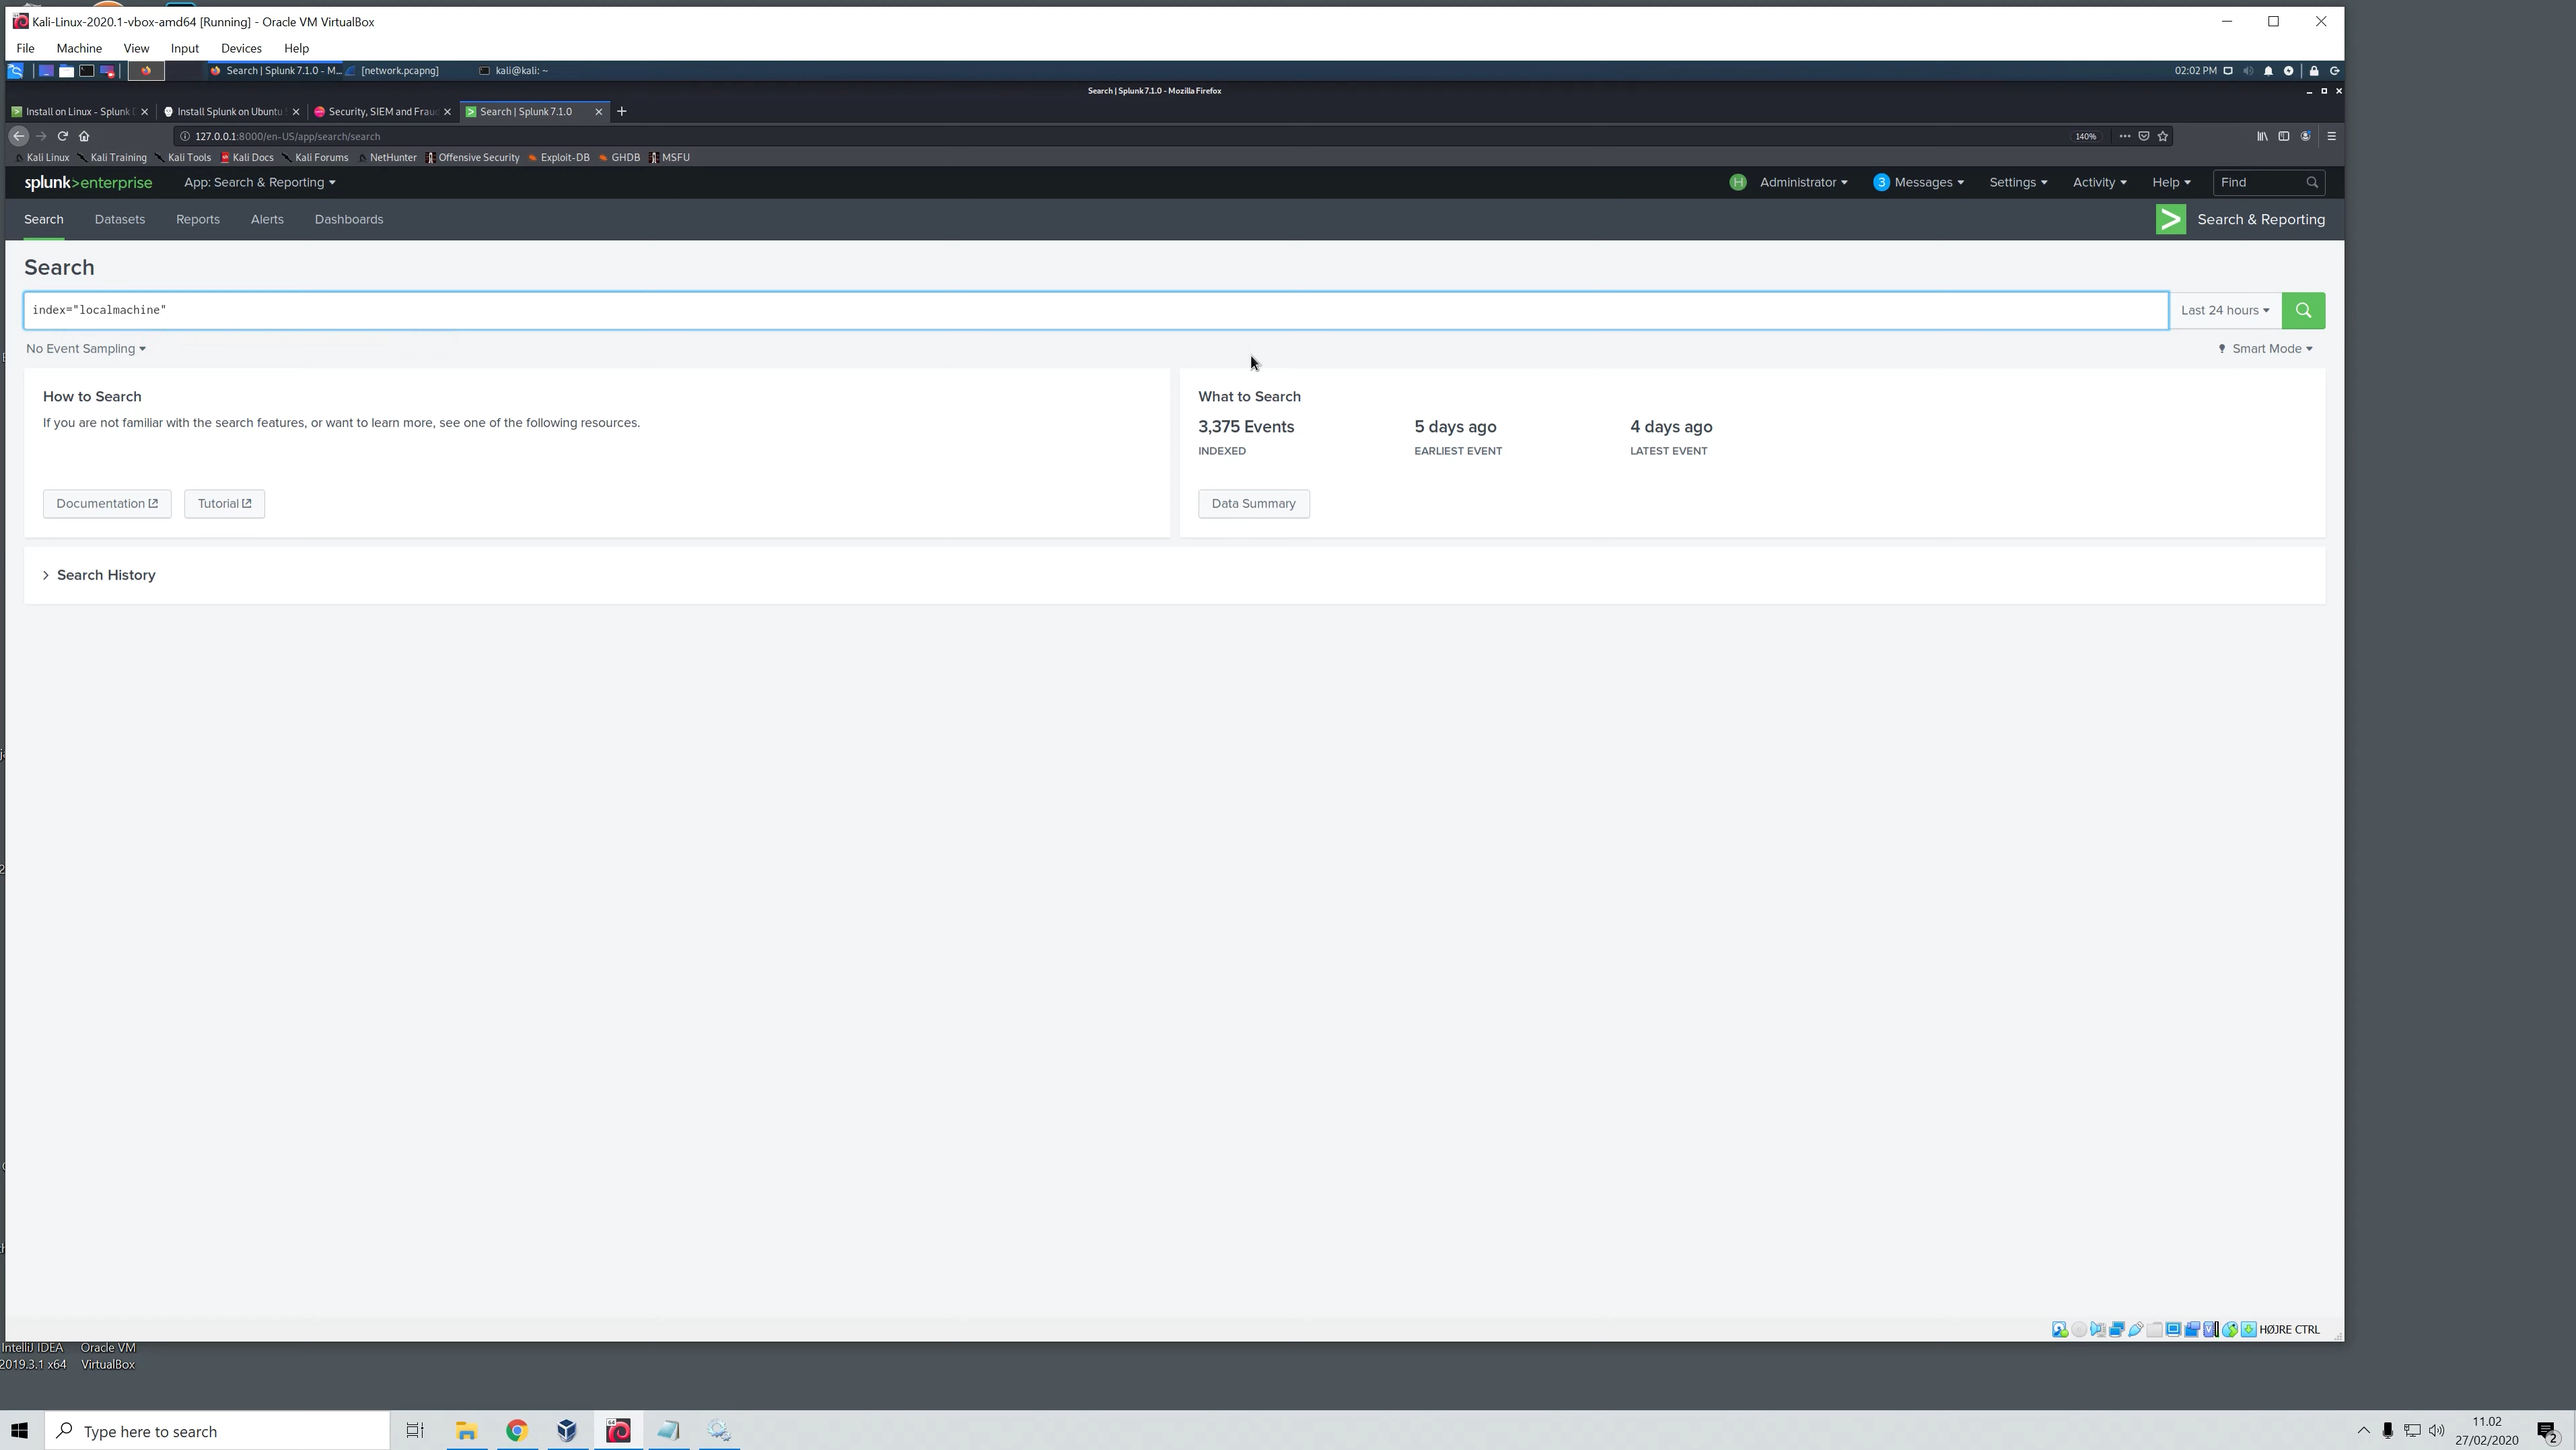 Kali-Linux-2020.1-vbox-amd64 [Running] - Oracle VM VirtualBox
File Machine View Input Devices Help
Search | Splunk 7.1.0 - M... [network.pcapng] kali@kali: ~ 02:02 PM
Search | Splunk 7.1.0 - Mozilla Firefox
Install on Linux - Splunk Install Splunk on Ubuntu Security, SIEM and Frau Search | Splunk 7.1.0
127.0.0.1:8000/en-US/app/search/search 140%
Kali Linux Kali Training Kali Tools Kali Docs Kali Forums NetHunter Offensive Security Exploit-DB GHDB MSFU
splunk>enterprise App: Search & Reporting H Administrator 3 Messages Settings Activity Help Find
Search Datasets Reports Alerts Dashboards > Search & Reporting
Search
index="localmachine" Last 24 hours
No Event Sampling Smart Mode
How to Search What to Search
If you are not familiar with the search features, or want to learn more, see one of the following resources. 3,375 Events 5 days ago 4 days ago
INDEXED EARLIEST EVENT LATEST EVENT
Documentation Tutorial Data Summary
> Search History
HØJRE CTRL
IntelliJ IDEA Oracle VM
2019.3.1 x64 VirtualBox
Type here to search 64 11.02
27/02/2020 2